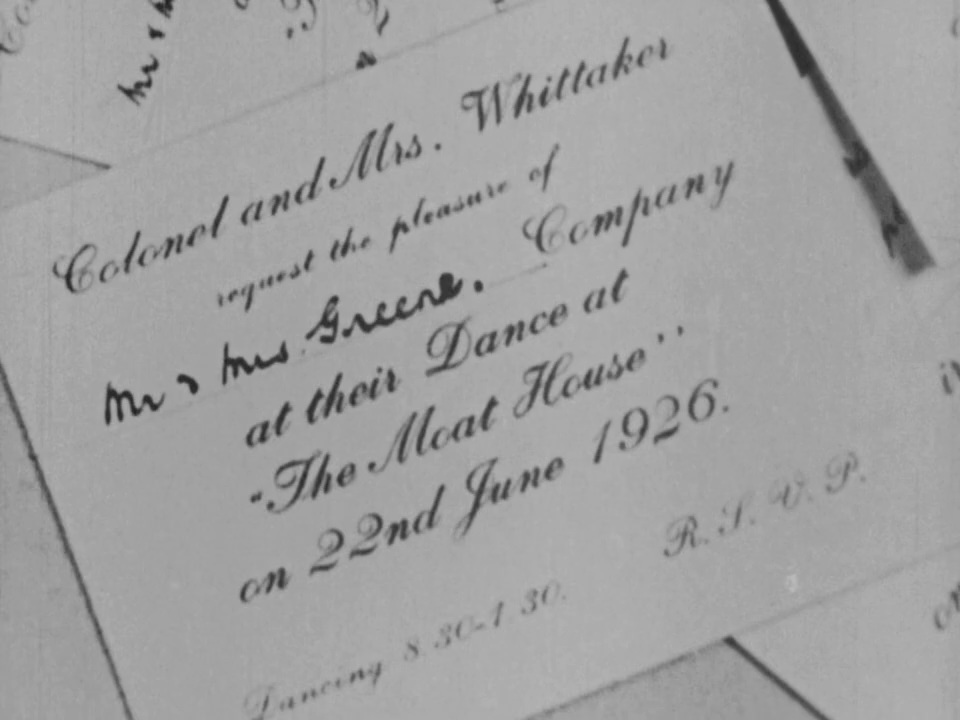 Mr &
Colonel and Mrs. Whittaker
request the pleasure of
Mr & Mrs. Greene. Company
at their Dance at
"The Moat House"
on 22nd June 1926.
R. S. V. P.
Dancing 8 30-1 30.